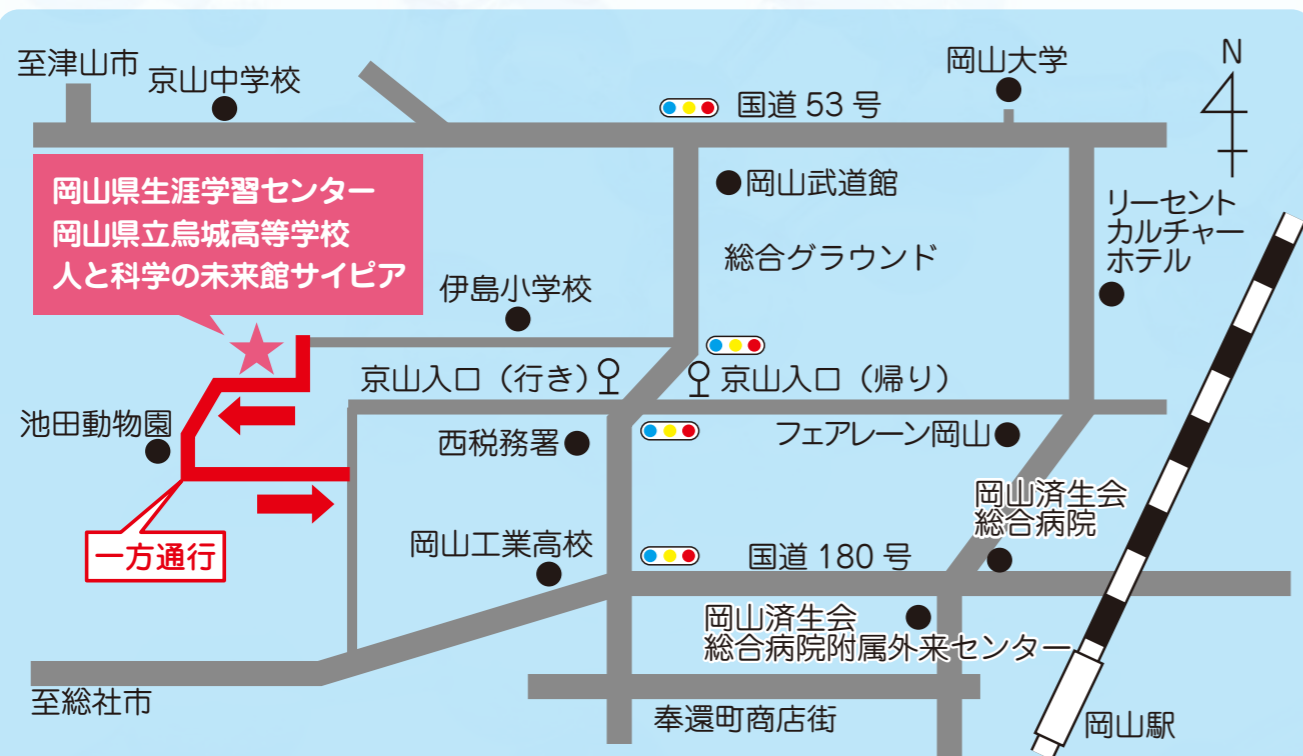 至津山市
京山中学校
国道 53 号
岡山大学
N
岡山県生涯学習センター
岡山県立烏城高等学校
人と科学の未来館サイピア
岡山武道館
総合グラウンド
リーセント
カルチャー
ホテル
伊島小学校
京山入口（行き）
京山入口（帰り）
池田動物園
西税務署
フェアレーン岡山
一方通行
岡山工業高校
国道 180 号
岡山済生会
総合病院
岡山済生会
総合病院附属外来センター
至総社市
奉還町商店街
岡山駅